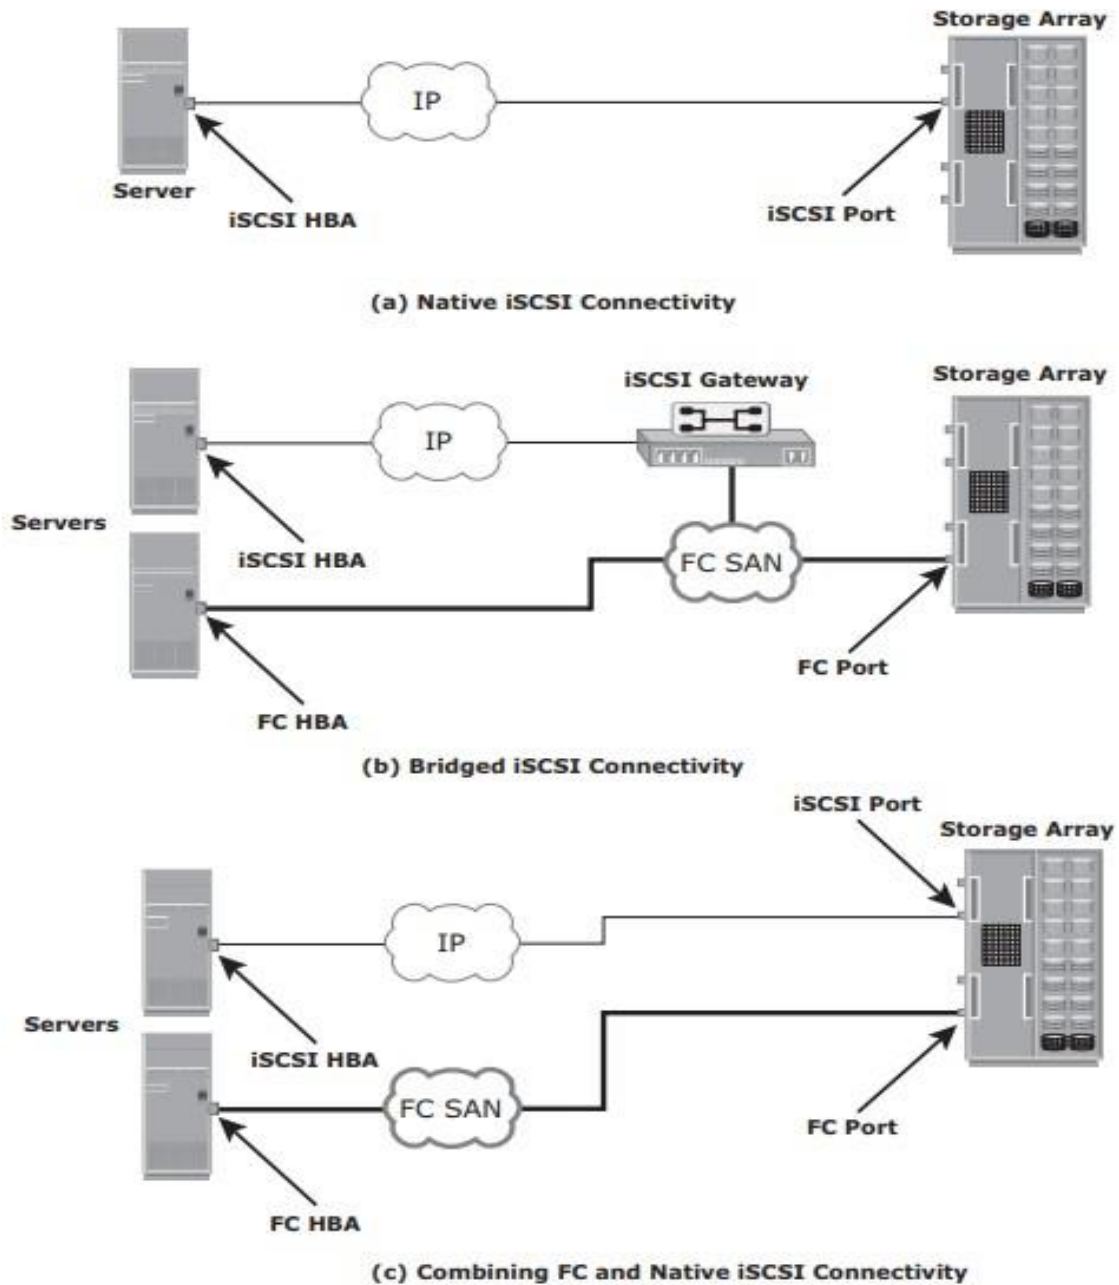 Storage Array
IP
Server
iSCSI HBA
iSCSI Port
(a) Native iSCSI Connectivity
iSCSI Gateway
Storage Array
IP
Servers
iSCSI HBA
FC SAN
FC Port
FC HBA
(b) Bridged iSCSI Connectivity
iSCSI Port
Storage Array
IP
Servers
iSCSI HBA
FC SAN
FC Port
FC HBA
(c) Combining FC and Native iSCSI Connectivity